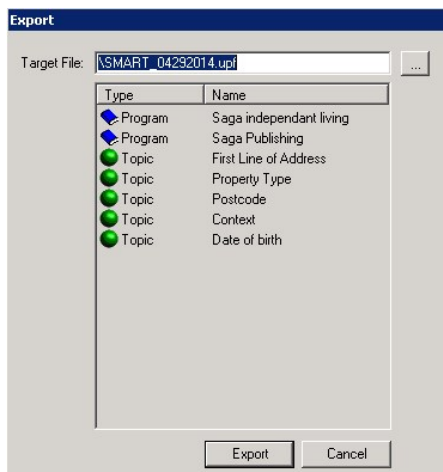 Export
Target File: \SMART_04292014.upf ...
Type Name
Program Saga independant living
Program Saga Publishing
Topic First Line of Address
Topic Property Type
Topic Postcode
Topic Context
Topic Date of birth
Export Cancel